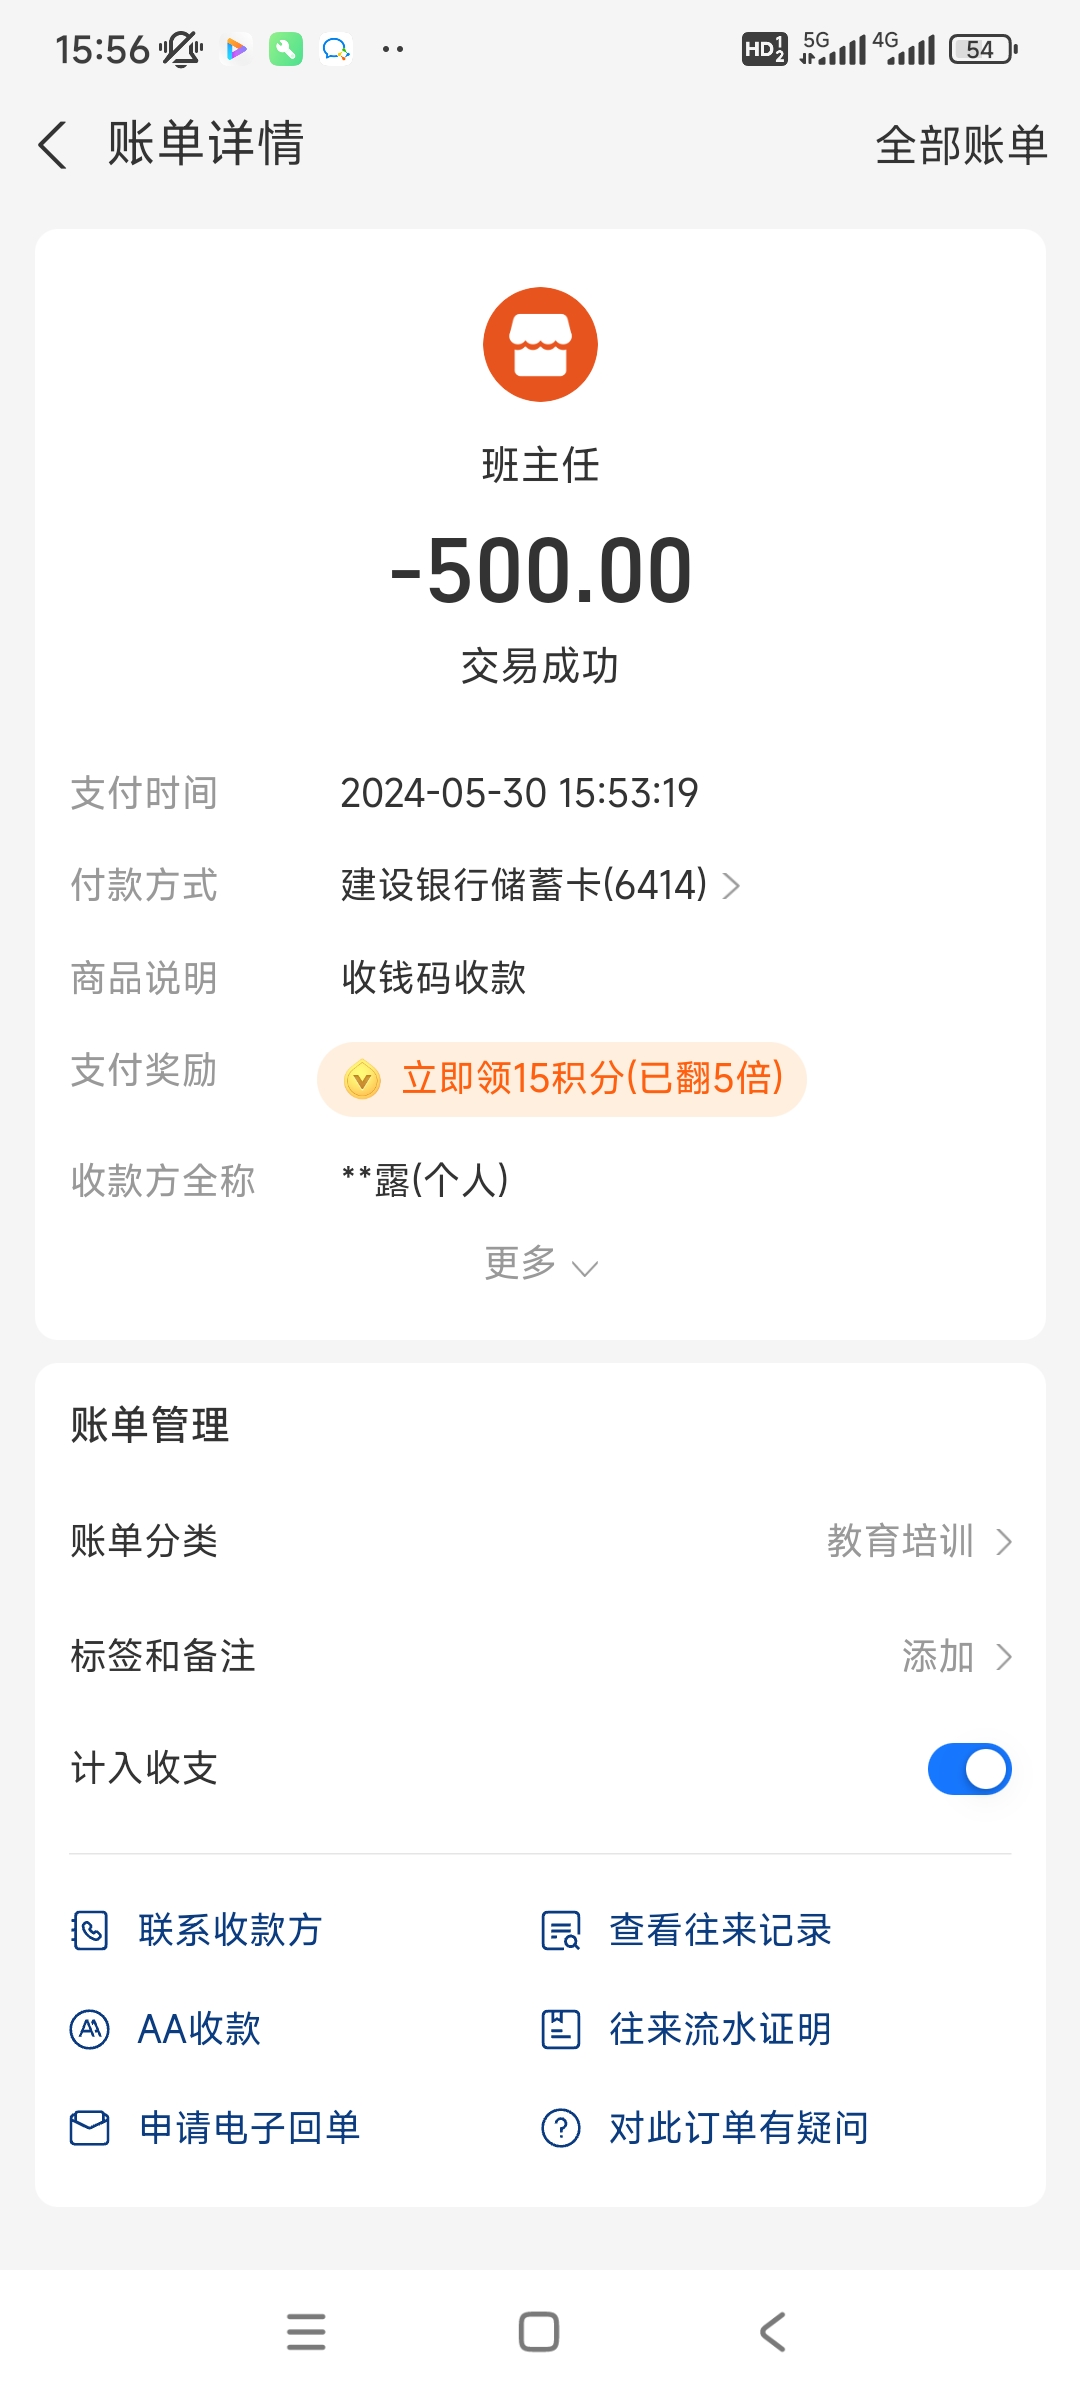 15:56
HD 1 2 5G 4G 54
账单详情 全部账单
班主任
-500.00
交易成功
支付时间 2024-05-30 15:53:19
付款方式 建设银行储蓄卡(6414)
商品说明 收钱码收款
支付奖励 立即领15积分(已翻5倍)
收款方全称 **露(个人)
更多
账单管理
账单分类 教育培训
标签和备注 添加
计入收支
联系收款方 查看往来记录
AA收款 往来流水证明
申请电子回单 对此订单有疑问